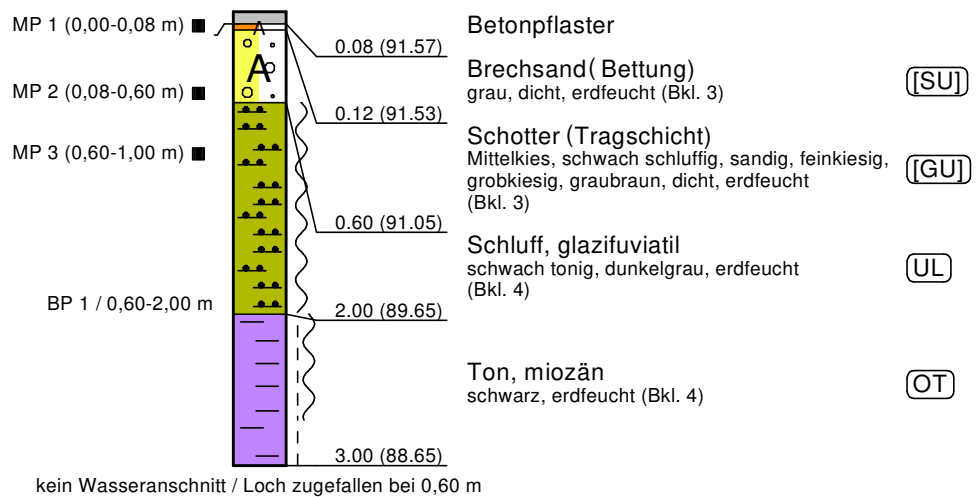 MP 1 (0,00-0,08 m)
A
Betonpflaster
0.08 (91.57)
A
Brechsand (Bettung)
[SU]
MP 2 (0,08-0,60 m)
grau, dicht, erdfeucht (Bkl. 3)
0.12 (91.53)
Schotter (Tragschicht)
MP 3 (0,60-1,00 m)
Mittelkies, schwach schluffig, sandig, feinkiesig,
[GU]
grobkiesig, graubraun, dicht, erdfeucht
(Bkl. 3)
0.60 (91.05)
Schluff, glazifuviatil
schwach tonig, dunkelgrau, erdfeucht
UL
(Bkl. 4)
BP 1 / 0,60-2,00 m
2.00 (89.65)
Ton, miozän
OT
schwarz, erdfeucht (Bkl. 4)
3.00 (88.65)
kein Wasseranschnitt / Loch zugefallen bei 0,60 m